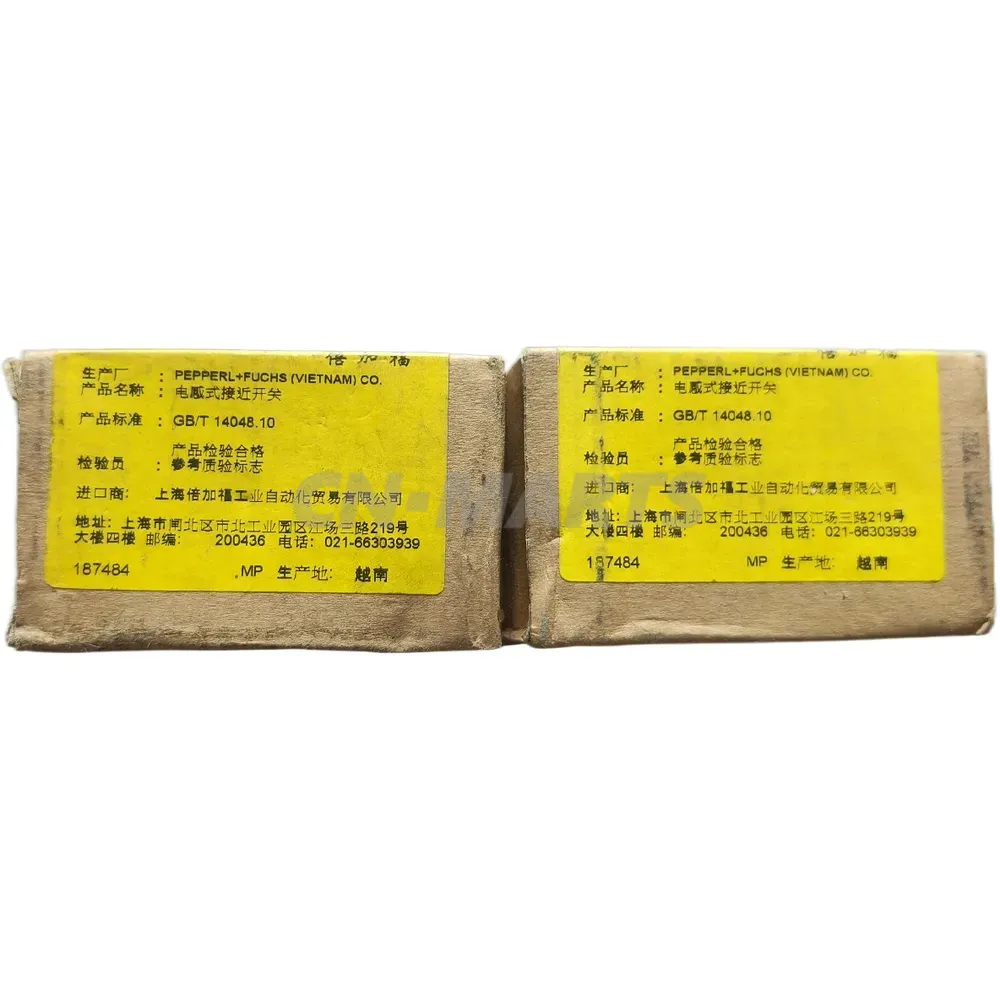 倍加福
生产厂 : PEPPERL+FUCHS (VIETNAM) CO.
产品名称 : 电感式接近开关
产品标准 : GB/T 14048.10
产品检验合格
检验员 : 参考质验标志
进口商: 上海倍加福工业自动化贸易有限公司
地址: 上海市闸北区市北工业园区江场三路219号
大楼四楼 邮编: 200436 电话: 021-66303939
187484 MP 生产地: 越南
倍加福
生产厂 : PEPPERL+FUCHS (VIETNAM) CO.
产品名称 : 电感式接近开关
产品标准 : GB/T 14048.10
产品检验合格
检验员 : 参考质验标志
进口商: 上海倍加福工业自动化贸易有限公司
地址: 上海市闸北区市北工业园区江场三路219号
大楼四楼 邮编: 200436 电话: 021-66303939
187484 MP 生产地: 越南
CN-MART